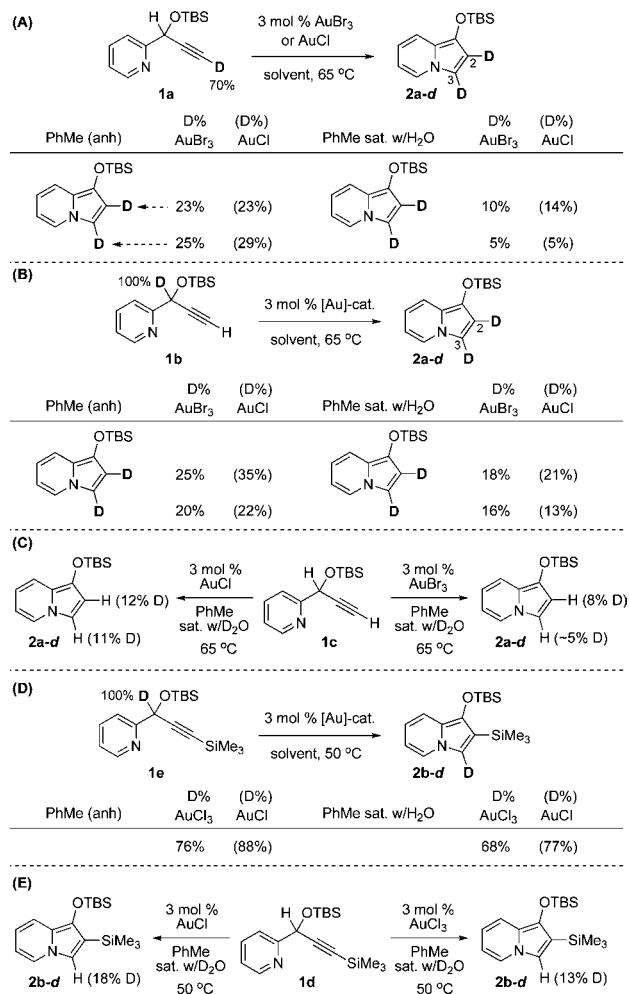 (A)
H OTBS
N
D
70%
1a
3 mol % AuBr3
or AuCl
solvent, 65 ºC
OTBS
2 D
N
3
D
2a-d
D% (D%) D% (D%)
PhMe (anh) AuBr3 AuCl PhMe sat. w/H2O AuBr3 AuCl
OTBS OTBS
D 23% (23%) D 10% (14%)
N N
D 25% (29%) D 5% (5%)
(B)
100% D OTBS
N
H
1b
3 mol % [Au]-cat.
solvent, 65 ºC
OTBS
2 D
N
3
D
2a-d
D% (D%) D% (D%)
PhMe (anh) AuBr3 AuCl PhMe sat. w/H2O AuBr3 AuCl
OTBS OTBS
D 25% (35%) D 18% (21%)
N N
D 20% (22%) D 16% (13%)
(C)
OTBS
H (12% D)
N
H (11% D)
2a-d
3 mol %
AuCl
PhMe
sat. w/D2O
65 ºC
H OTBS
N
H
1c
3 mol %
AuBr3
PhMe
sat. w/D2O
65 ºC
OTBS
H (8% D)
N
H (~5% D)
2a-d
(D)
100% D OTBS
N
SiMe3
1e
3 mol % [Au]-cat.
solvent, 50 ºC
OTBS
SiMe3
N
D
2b-d
D% (D%) D% (D%)
PhMe (anh) AuCl3 AuCl PhMe sat. w/H2O AuCl3 AuCl
76% (88%) 68% (77%)
(E)
OTBS
SiMe3
N
H (18% D)
2b-d
3 mol %
AuCl
PhMe
sat. w/D2O
50 ºC
H OTBS
N
SiMe3
1d
3 mol %
AuCl3
PhMe
sat. w/D2O
50 ºC
OTBS
SiMe3
N
H (13% D)
2b-d